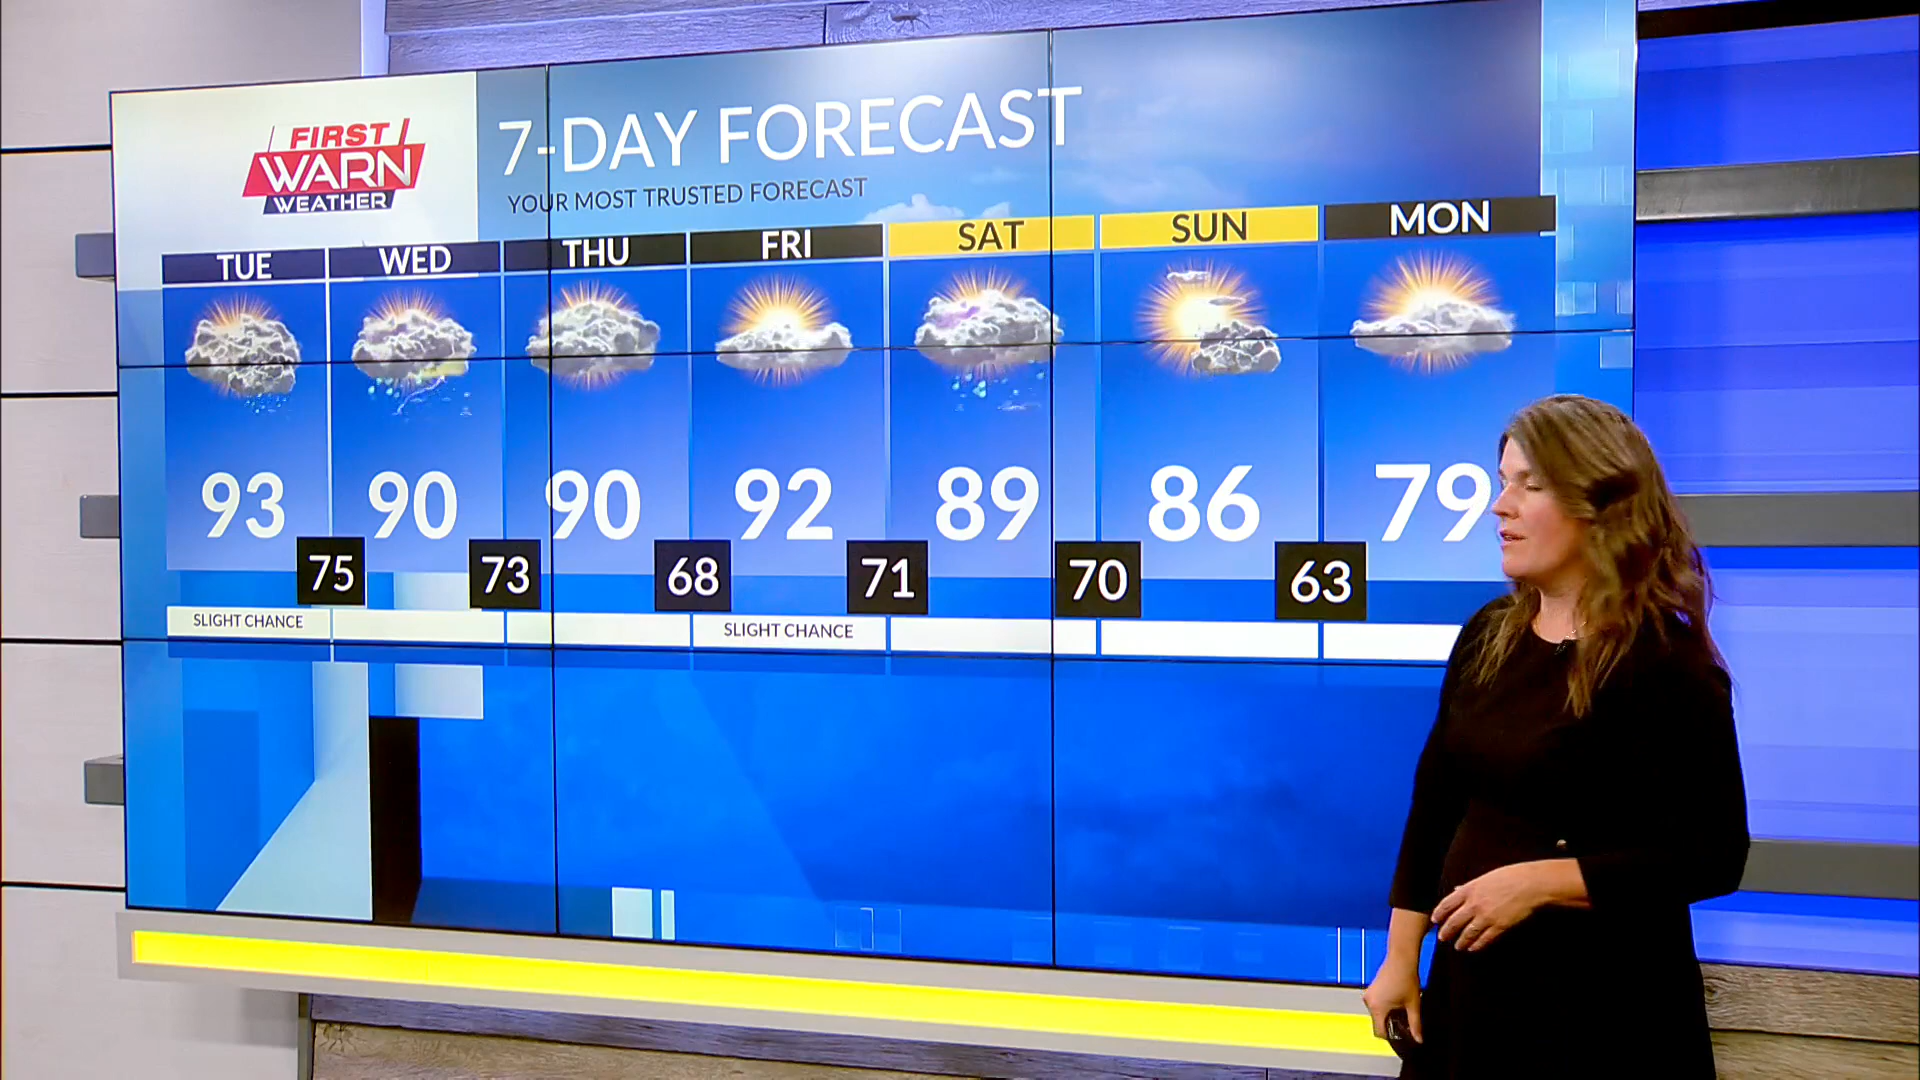 FIRST
WARN
WEATHER
7-DAY FORECAST
YOUR MOST TRUSTED FORECAST
TUE WED THU FRI SAT SUN MON
93 90 90 92 89 86 79
75 73 68 71 70 63
SLIGHT CHANCE SLIGHT CHANCE